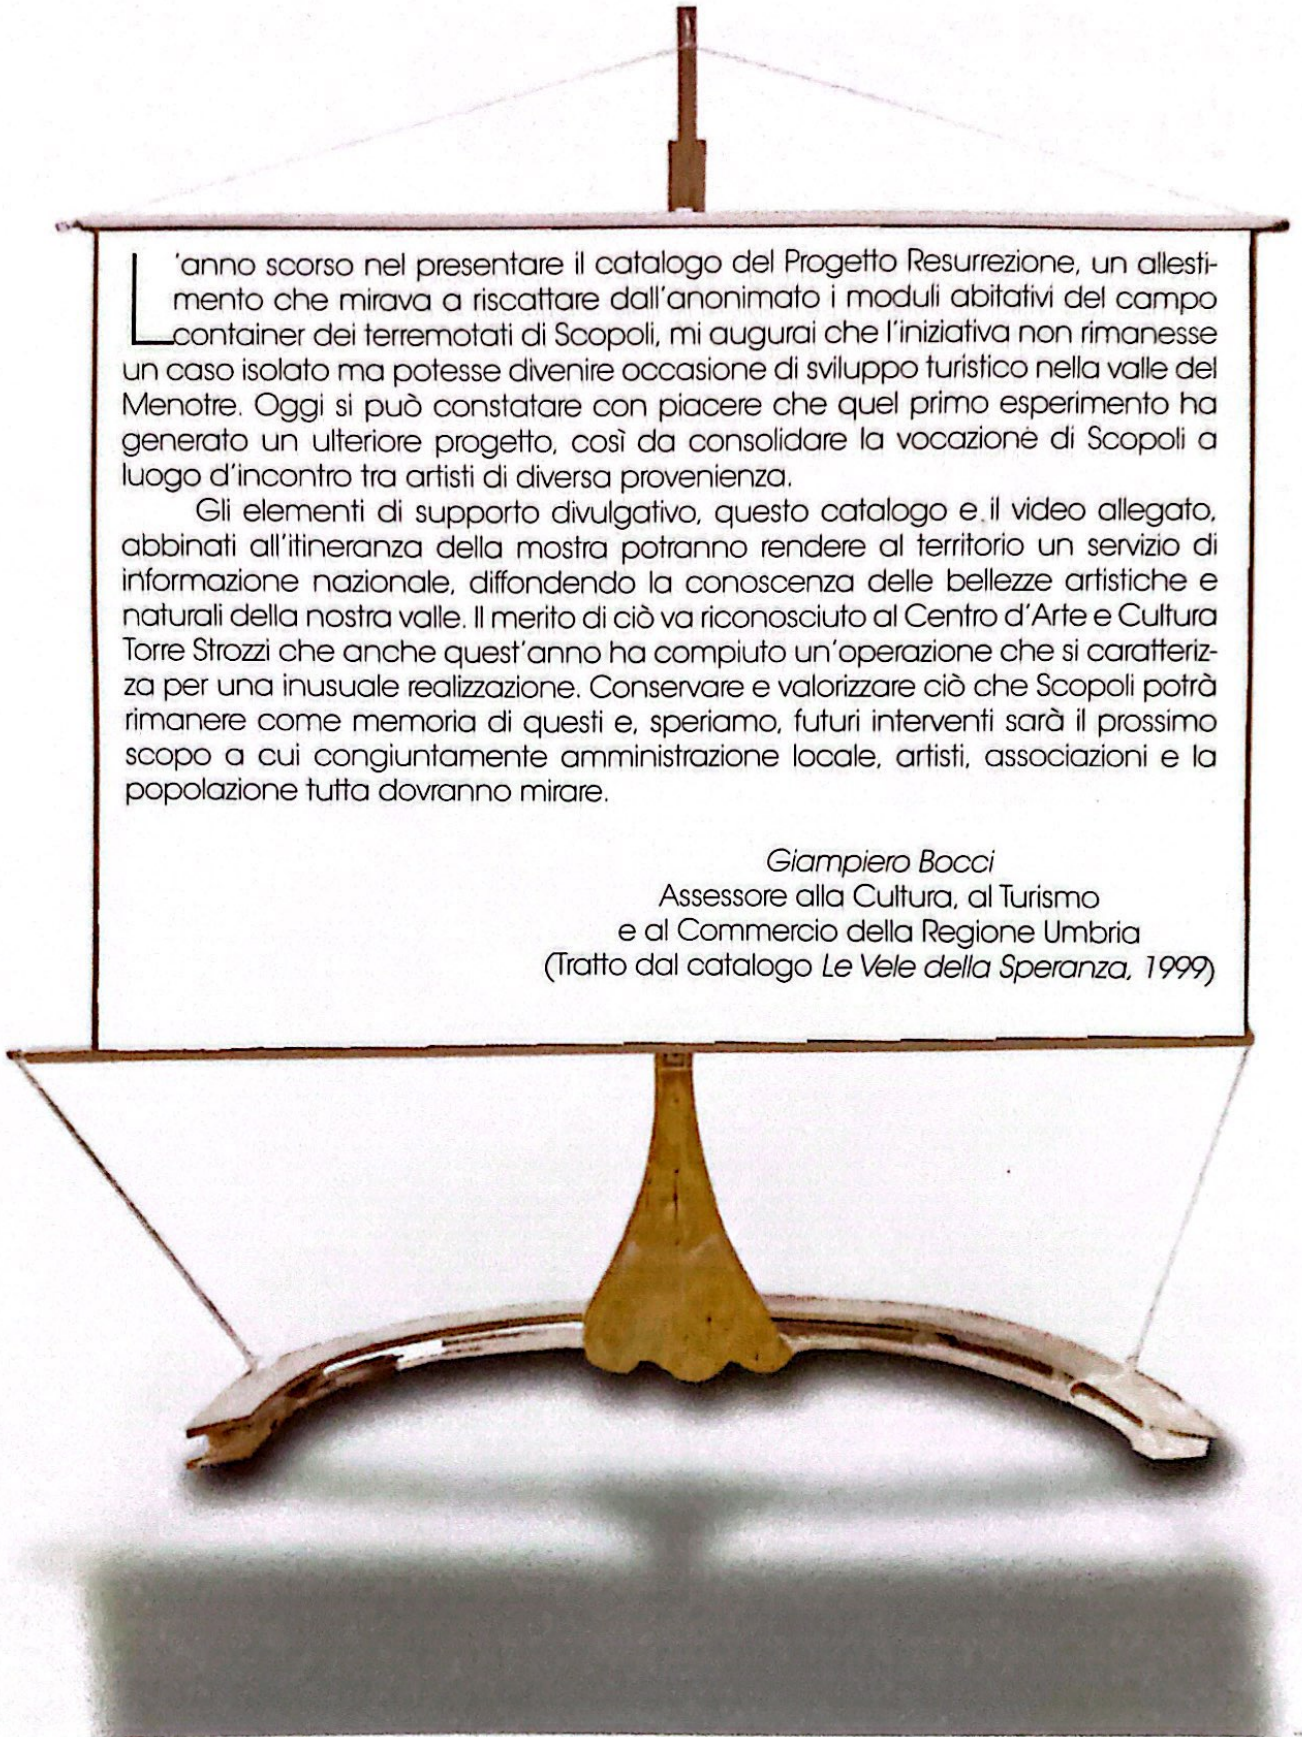 L'anno scorso nel presentare il catalogo del Progetto Resurrezione, un allesti-
mento che mirava a riscattare dall'anonimato i moduli abitativi del campo
container dei terremotati di Scopoli, mi augurai che l'iniziativa non rimanesse
un caso isolato ma potesse divenire occasione di sviluppo turistico nella valle del
Menotre. Oggi si può constatare con piacere che quel primo esperimento ha
generato un ulteriore progetto, così da consolidare la vocazione di Scopoli a
luogo d'incontro tra artisti di diversa provenienza.
Gli elementi di supporto divulgativo, questo catalogo e il video allegato,
abbinati all'itineranza della mostra potranno rendere al territorio un servizio di
informazione nazionale, diffondendo la conoscenza delle bellezze artistiche e
naturali della nostra valle. Il merito di ciò va riconosciuto al Centro d'Arte e Cultura
Torre Strozzi che anche quest'anno ha compiuto un'operazione che si caratteriz-
za per una inusuale realizzazione. Conservare e valorizzare ciò che Scopoli potrà
rimanere come memoria di questi e, speriamo, futuri interventi sarà il prossimo
scopo a cui congiuntamente amministrazione locale, artisti, associazioni e la
popolazione tutta dovranno mirare.
Giampiero Bocci
Assessore alla Cultura, al Turismo
e al Commercio della Regione Umbria
(Tratto dal catalogo Le Vele della Speranza, 1999)